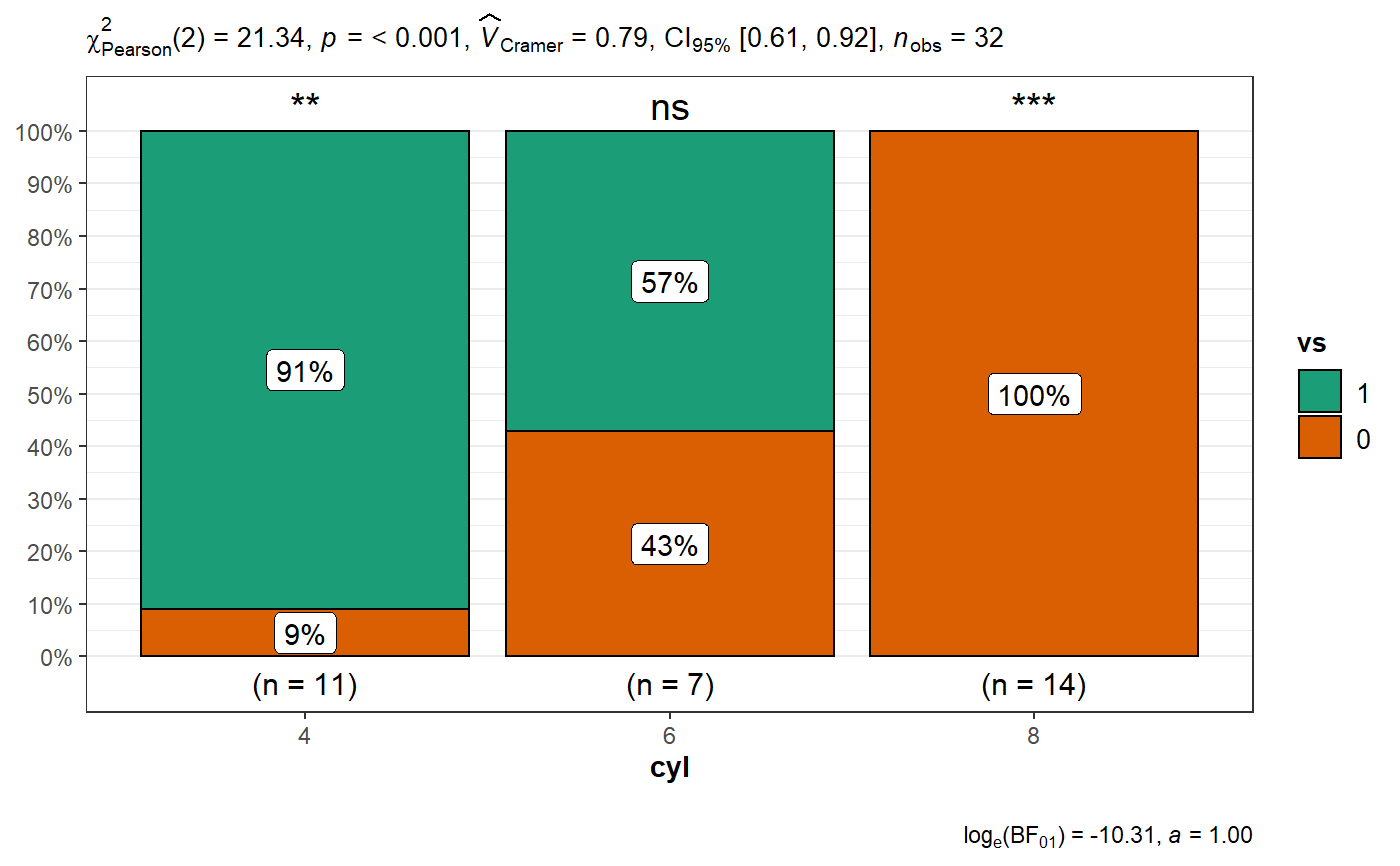 χ²Pearson(2) = 21.34, p = < 0.001, V̂Cramer = 0.79, CI95% [0.61, 0.92], nobs = 32
** ns ***
100%
90%
80%
70%
60%
50%
40%
30%
20%
10%
0%
91%
9%
57%
43%
100%
(n = 11) (n = 7) (n = 14)
4 6 8
cyl
vs
1
0
loge(BF01) = -10.31, a = 1.00